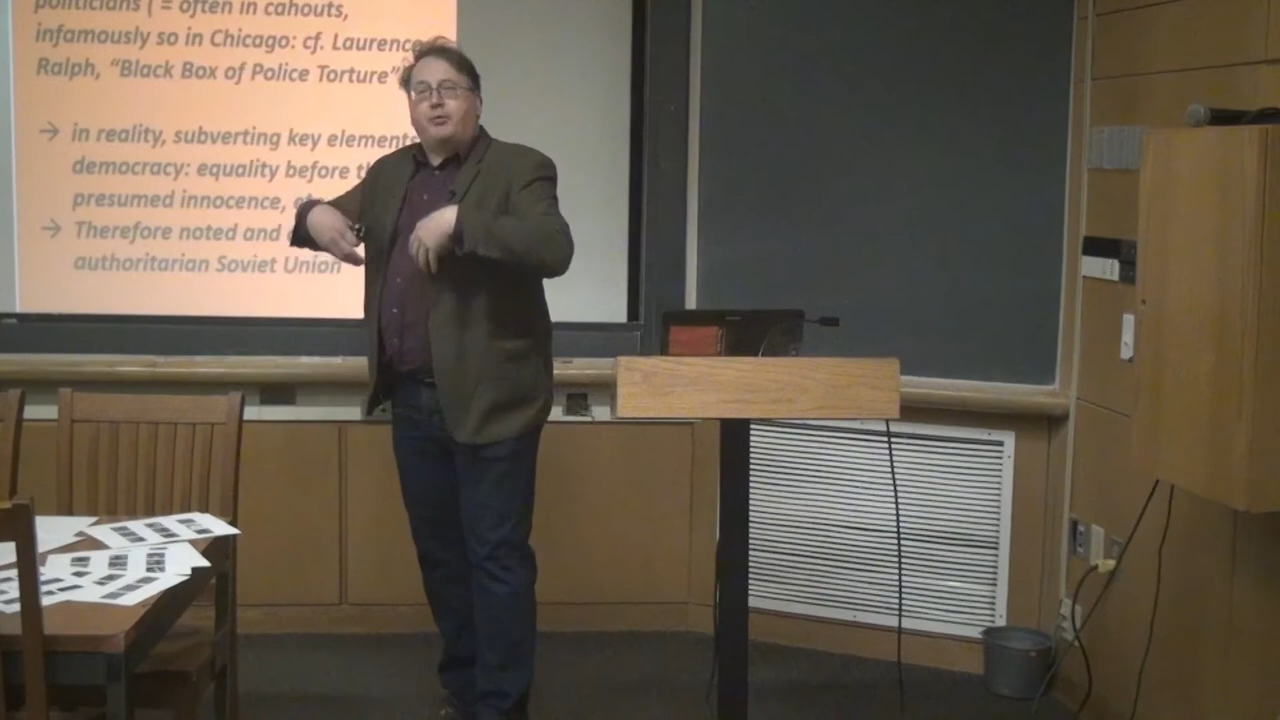 politicians ( = often in cahouts,
infamously so in Chicago: cf. Laurence
Ralph, “Black Box of Police Torture”
→ in reality, subverting key elements
democracy: equality before
presumed innocence,
→ Therefore noted and
authoritarian Soviet Union